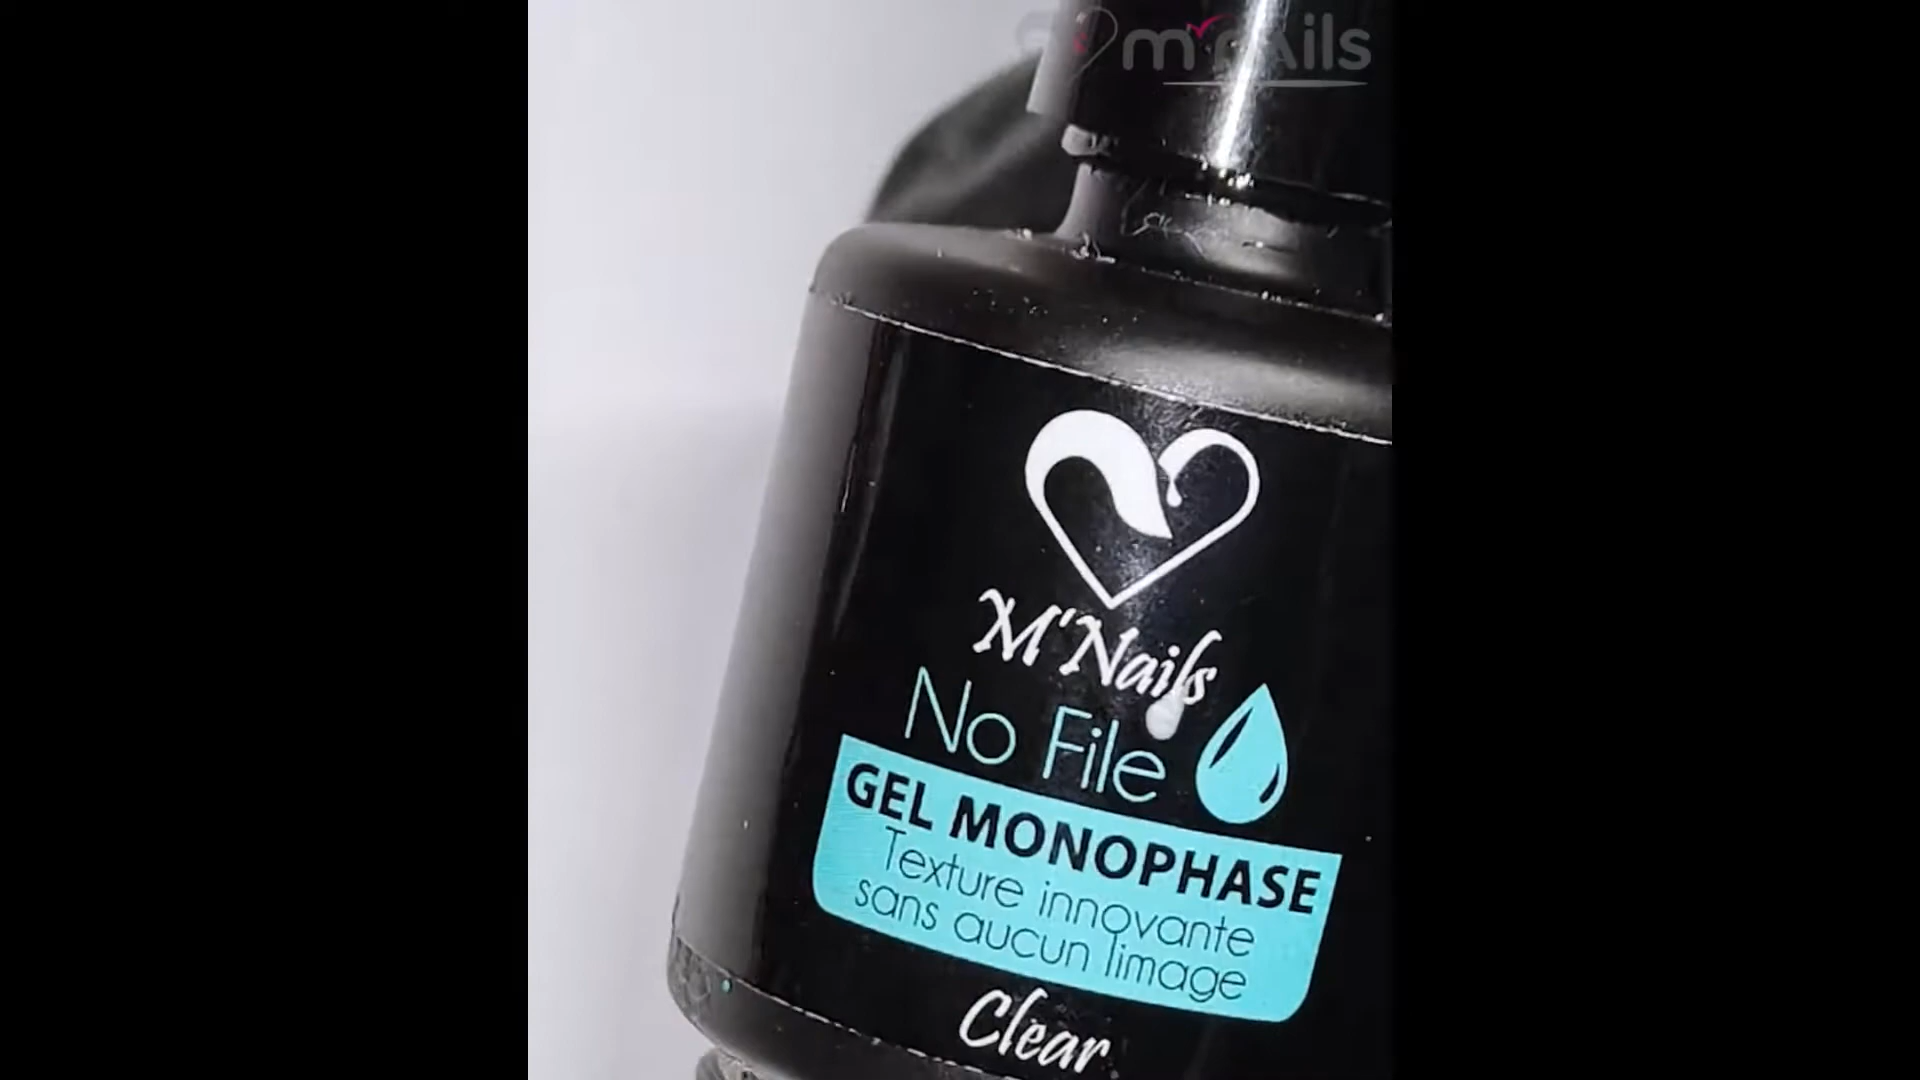 m'nails
M'Nails
No File
GEL MONOPHASE
Texture innovante
sans aucun limage
Clear